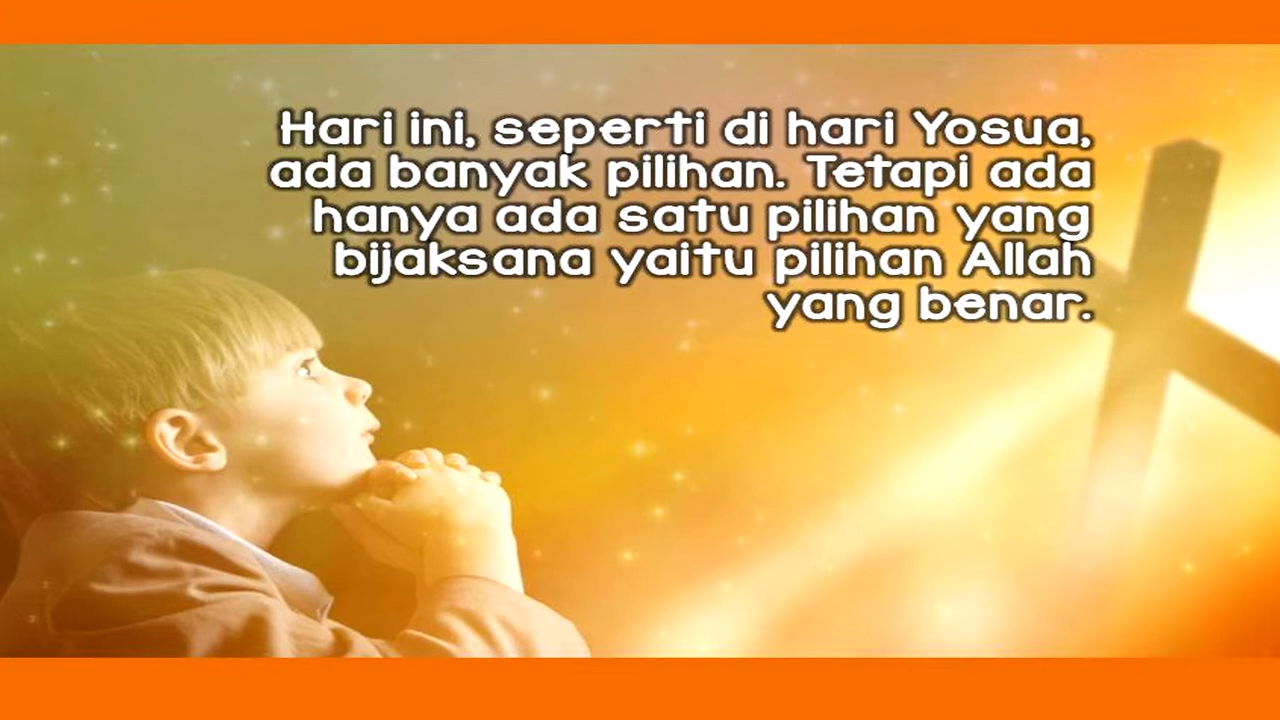 Hari ini, seperti di hari Yosua,
ada banyak pilihan. Tetapi ada
hanya ada satu pilihan yang
bijaksana yaitu pilihan Allah
yang benar.